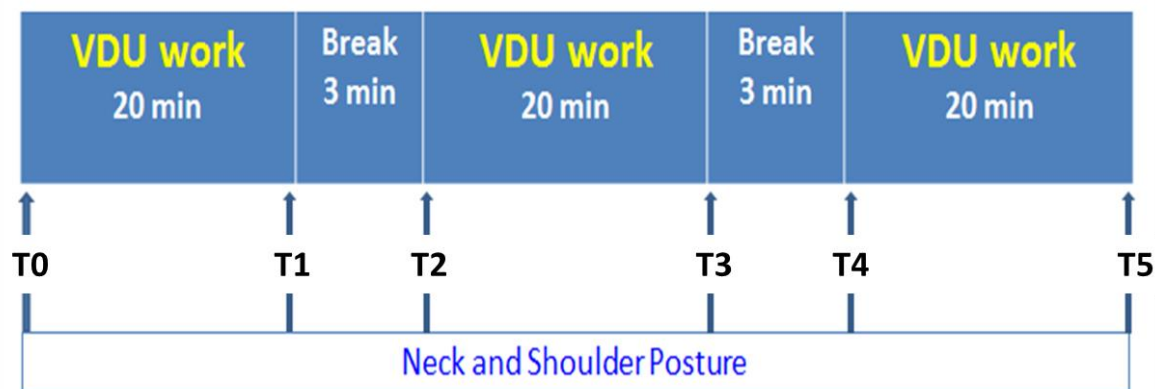 VDU work
20 min
Break
3 min
VDU work
20 min
Break
3 min
VDU work
20 min
T0 T1 T2 T3 T4 T5
Neck and Shoulder Posture